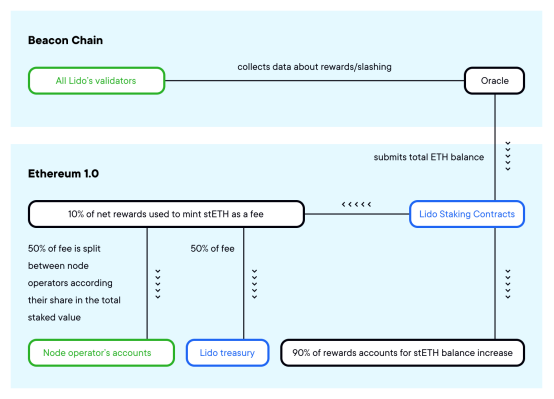 Beacon Chain
collects data about rewards/slashing
All Lido's validators
Oracle
submits total ETH balance
Ethereum 1.0
10% of net rewards used to mint stETH as a fee
Lido Staking Contracts
50% of fee is split
between node
operators according
their share in the total
staked value
50% of fee
Node operator's accounts
Lido treasury
90% of rewards accounts for stETH balance increase